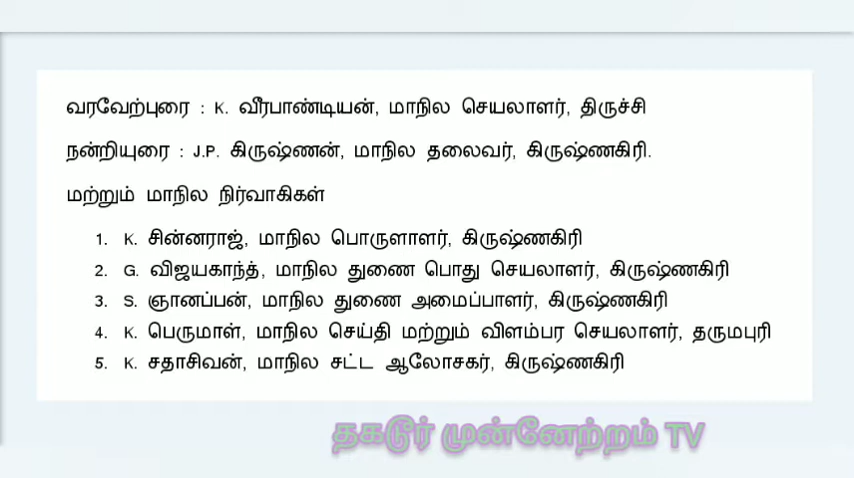 வரவேற்புரை : K. வீரபாண்டியன், மாநில செயலாளர், திருச்சி
நன்றியுரை : J.P. கிருஷ்ணன், மாநில தலைவர், கிருஷ்ணகிரி.
மற்றும் மாநில நிர்வாகிகள்
1. K. சின்னராஜ், மாநில பொருளாளர், கிருஷ்ணகிரி
2. G. விஜயகாந்த், மாநில துணை பொது செயலாளர், கிருஷ்ணகிரி
3. S. ஞானப்பன், மாநில துணை அமைப்பாளர், கிருஷ்ணகிரி
4. K. பெருமாள், மாநில செய்தி மற்றும் விளம்பர செயலாளர், தருமபுரி
5. K. சதாசிவன், மாநில சட்ட ஆலோசகர், கிருஷ்ணகிரி
தகடூர் முன்னேற்றம் TV